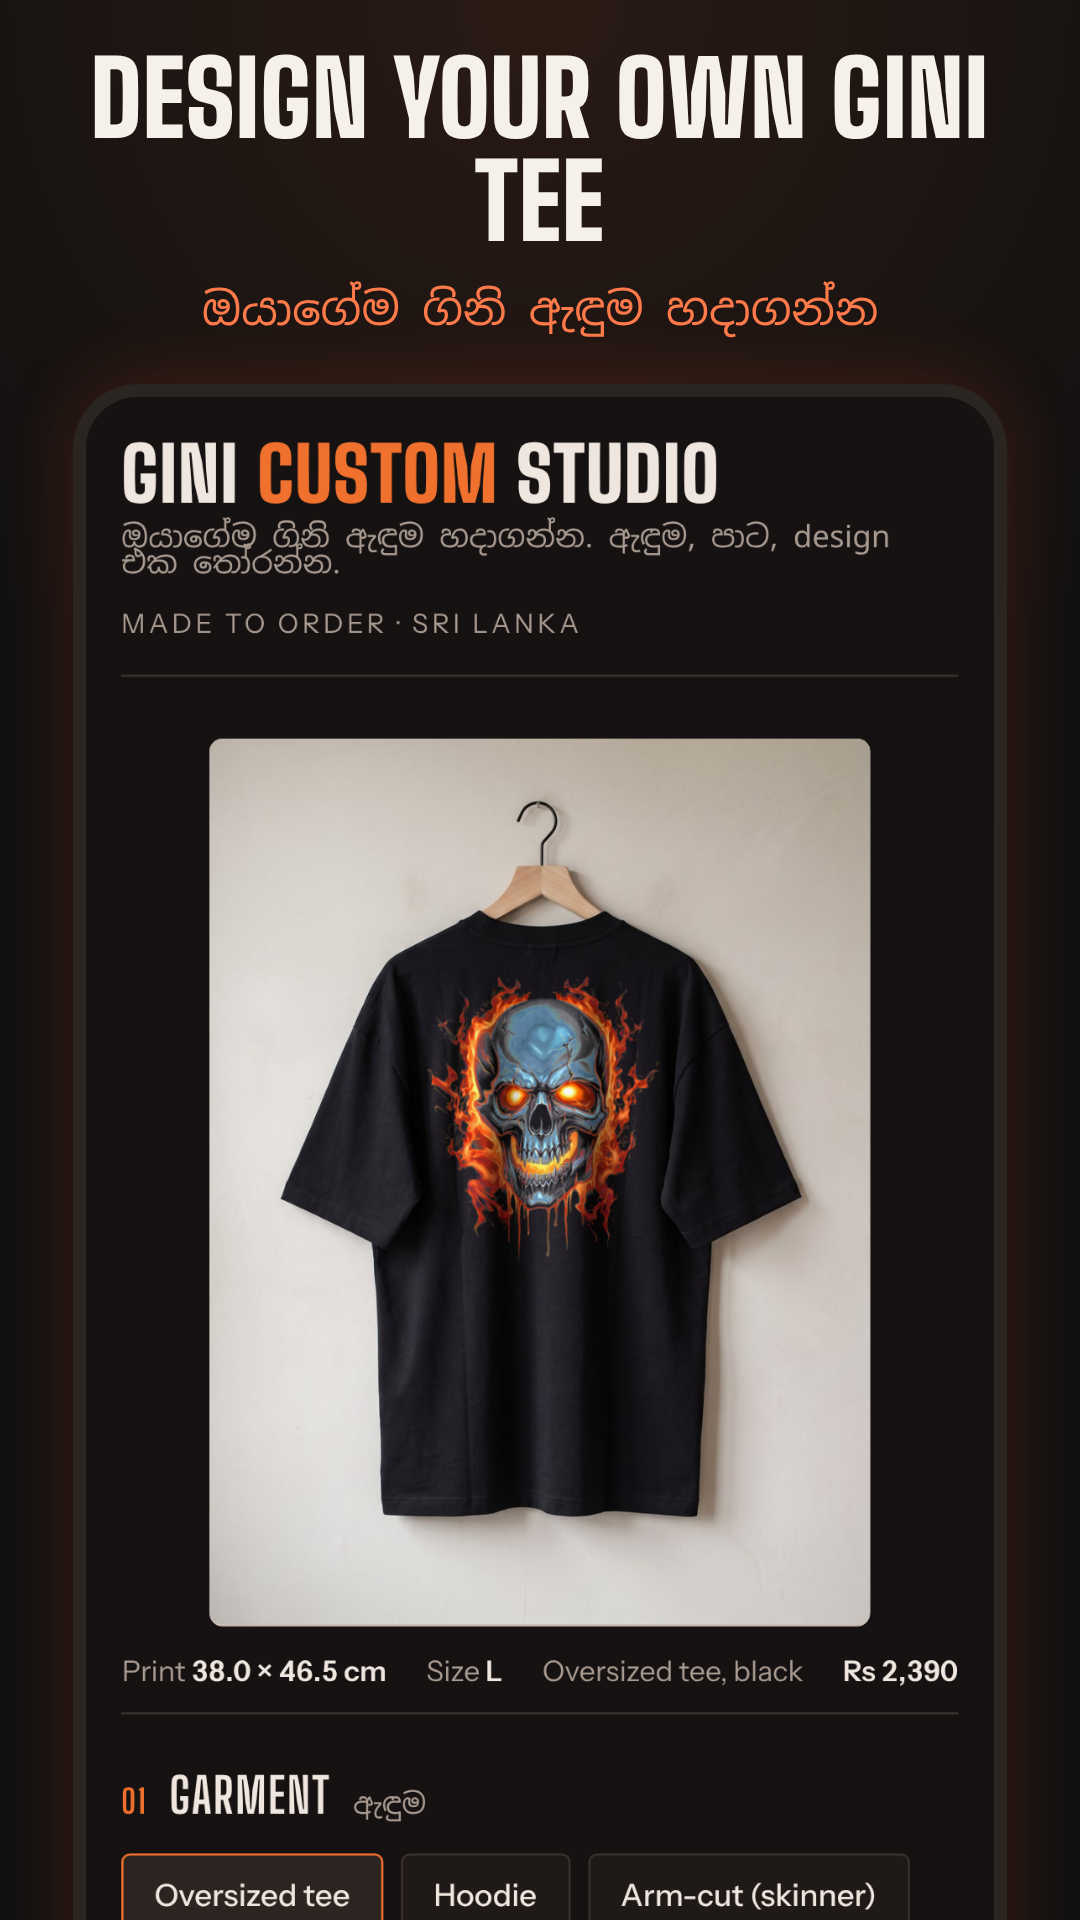 DESIGN YOUR OWN GINI
TEE
ඔයාගේම ගිනි ඇඳුම හදාගන්න
GINI CUSTOM STUDIO
ඔයාගේම ගිනි ඇඳුම හදාගන්න. ඇඳුම, පාට, design
එක තෝරන්න.
MADE TO ORDER · SRI LANKA
Print 38.0 × 46.5 cm Size L Oversized tee, black Rs 2,390
01 GARMENT ඇඳුම
Oversized tee Hoodie Arm-cut (skinner)